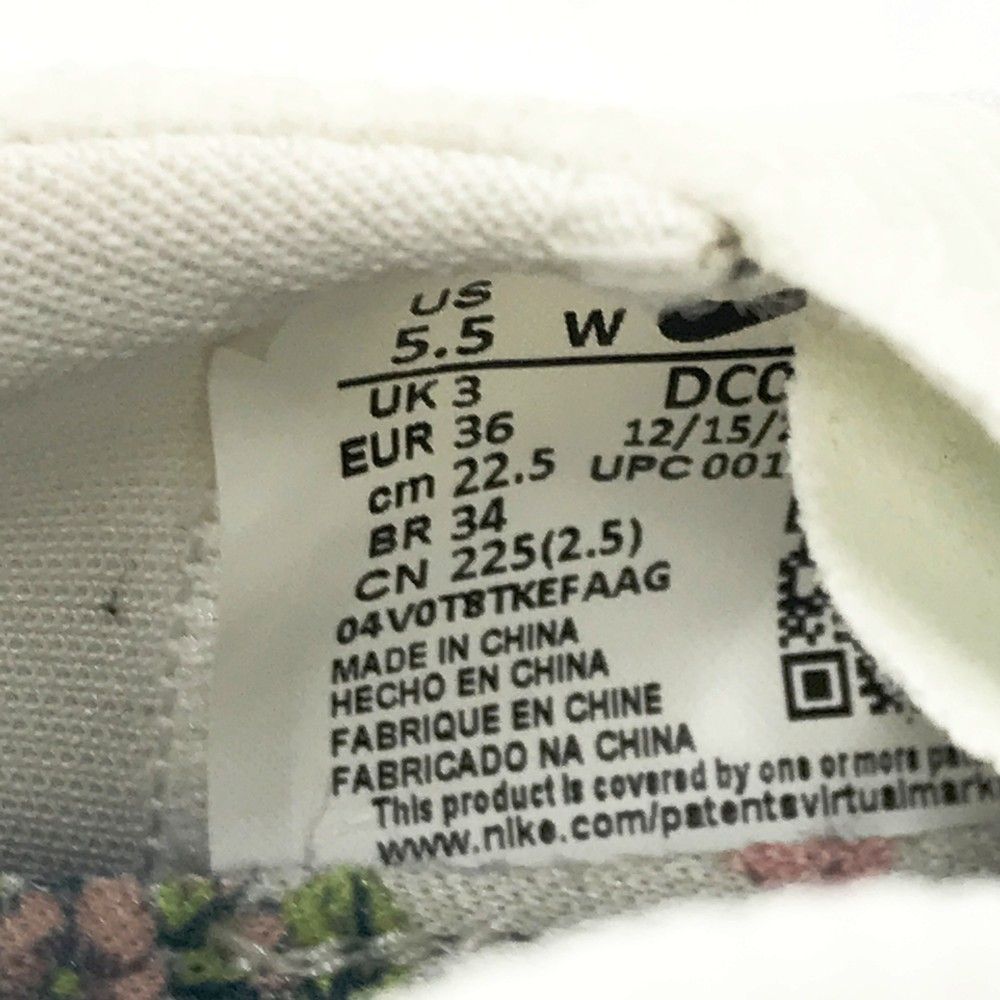 US
5.5 W
UK 3
EUR 36
cm 22.5
BR 34
CN 225(2.5)
DC0
12/15/2
UPC 001
04V0T8TKEFAAG
MADE IN CHINA
HECHO EN CHINA
FABRIQUE EN CHINE
FABRICADO NA CHINA
This product is covered by one or more
www.nike.com/patentsvirtualmark